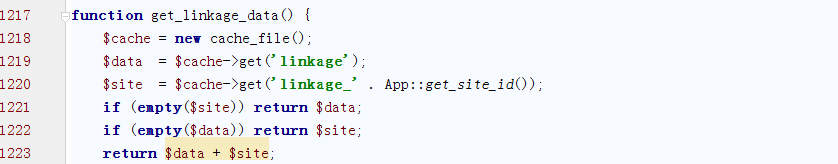 1217 function get_linkage_data() {
1218 $cache = new cache_file();
1219 $data  = $cache->get('linkage');
1220 $site  = $cache->get('linkage_' . App::get_site_id());
1221 if (empty($site)) return $data;
1222 if (empty($data)) return $site;
1223 return $data + $site;